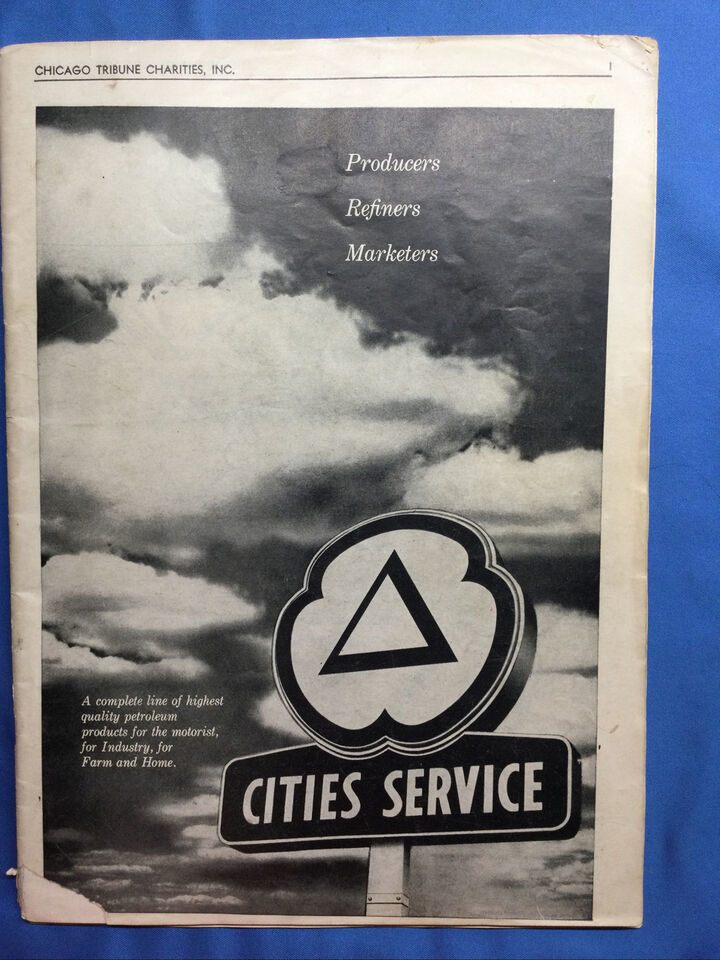 CHICAGO TRIBUNE CHARITIES, INC.
1
Producers
Refiners
Marketers
A complete line of highest
quality petroleum
products for the motorist,
for Industry, for
Farm and Home.
CITIES SERVICE